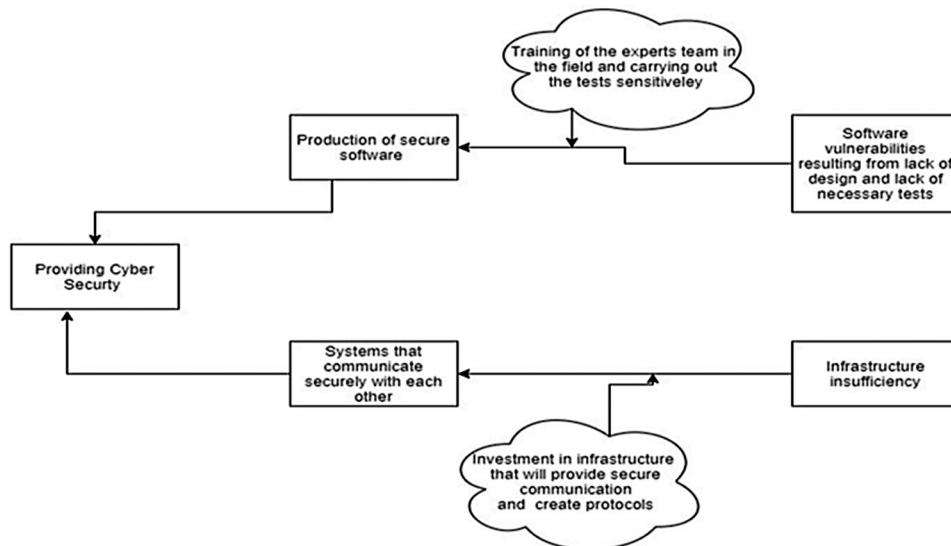 Training of the experts team in
the field and carrying out
the tests sensitiveley
Production of secure
software
Software
vulnerabilities
resulting from lack of
design and lack of
necessary tests
Providing Cyber
Securty
Systems that
communicate
securely with each
other
Infrastructure
insufficiency
Investment in infrastructure
that will provide secure
communication
and create protocols